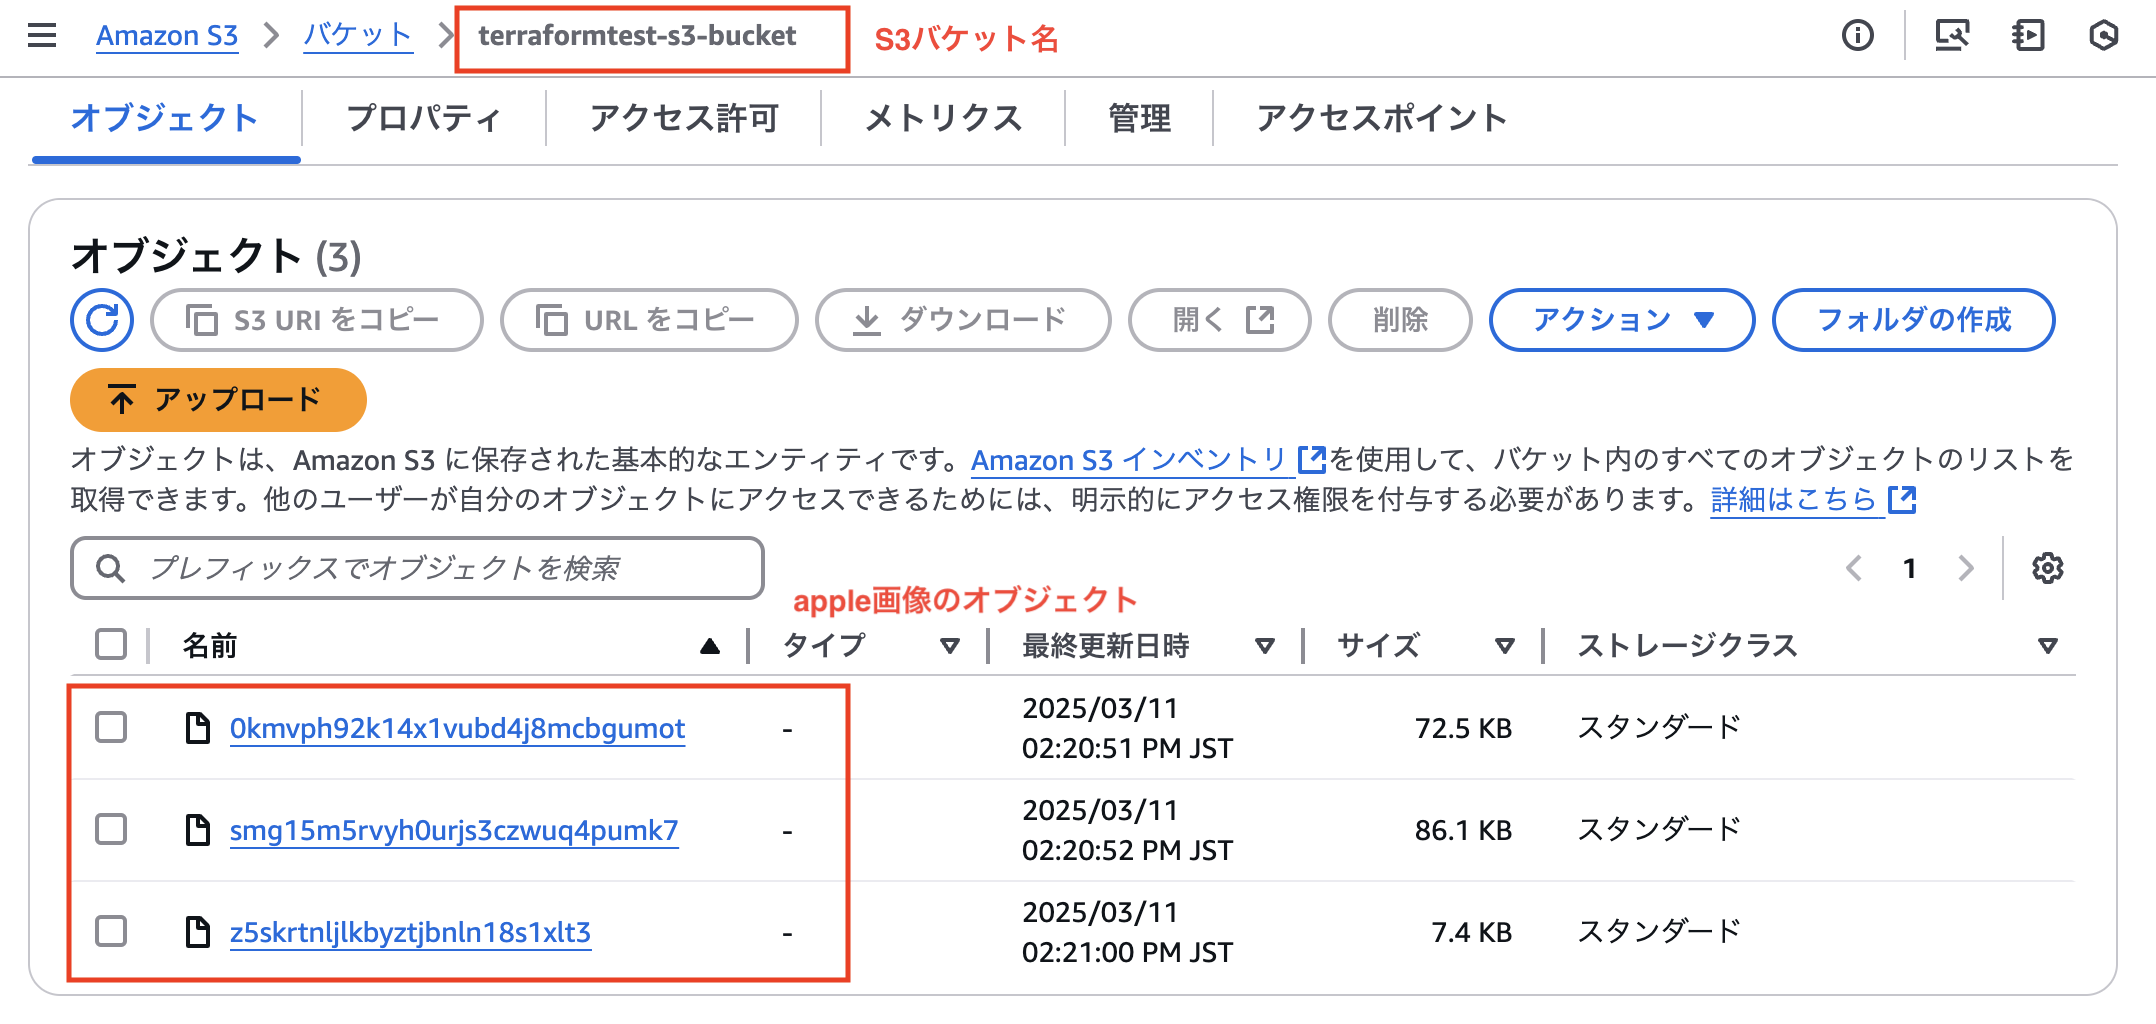 Amazon S3 > バケット > terraformtest-s3-bucket S3バケット名
オブジェクト プロパティ アクセス許可 メトリクス 管理 アクセスポイント
オブジェクト (3)
S3 URI をコピー URL をコピー ダウンロード 開く 削除 アクション フォルダの作成
アップロード
オブジェクトは、Amazon S3 に保存された基本的なエンティティです。Amazon S3 インベントリ を使用して、バケット内のすべてのオブジェクトのリストを
取得できます。他のユーザーが自分のオブジェクトにアクセスできるためには、明示的にアクセス権限を付与する必要があります。詳細はこちら
プレフィックスでオブジェクトを検索 1
apple画像のオブジェクト
名前 タイプ 最終更新日時 サイズ ストレージクラス
0kmvph92k14x1vubd4j8mcbgumot - 2025/03/11 72.5 KB スタンダード
02:20:51 PM JST
smg15m5rvyh0urjs3czwuq4pumk7 - 2025/03/11 86.1 KB スタンダード
02:20:52 PM JST
z5skrtnljlkbyztjbnln18s1xlt3 - 2025/03/11 7.4 KB スタンダード
02:21:00 PM JST